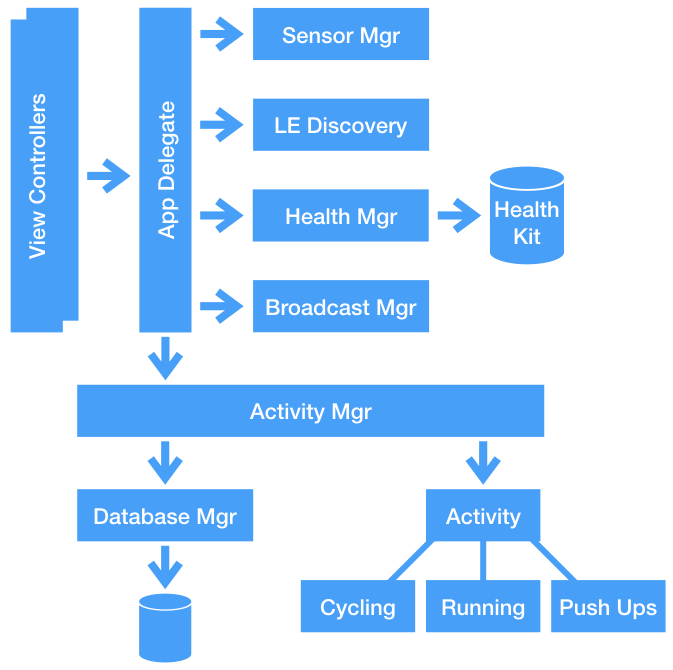 View Controllers
App Delegate
Sensor Mgr
LE Discovery
Health Mgr
Health
Kit
Broadcast Mgr
Activity Mgr
Database Mgr
Activity
Cycling
Running
Push Ups